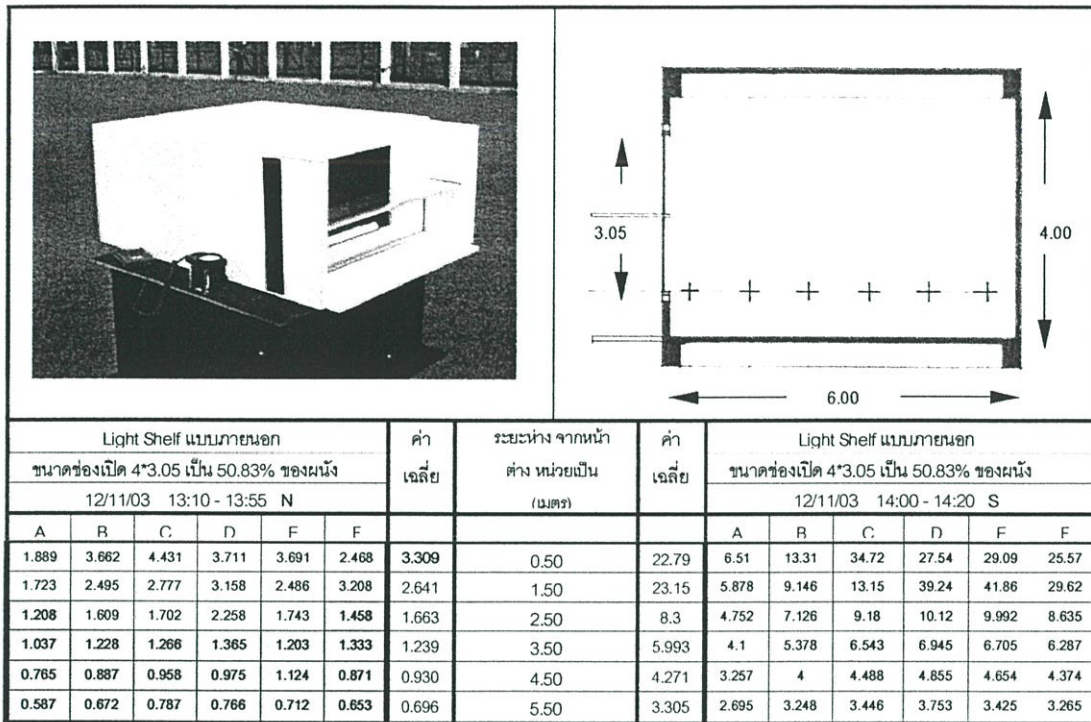 3.05
4.00
6.00
Light Shelf แบบภายนอก
ขนาดช่องเปิด 4*3.05 เป็น 50.83% ของผนัง
12/11/03 13:10 - 13:55 N
ค่า
เฉลี่ย
ระยะห่าง จากหน้า
ต่าง หน่วยเป็น
(เมตร)
ค่า
เฉลี่ย
Light Shelf แบบภายนอก
ขนาดช่องเปิด 4*3.05 เป็น 50.83% ของผนัง
12/11/03 14:00 - 14:20 S
A B C D E F A B C D E F
1.889 3.662 4.431 3.711 3.691 2.468 3.309 0.50 22.79 6.51 13.31 34.72 27.54 29.09 25.57
1.723 2.495 2.777 3.158 2.486 3.208 2.641 1.50 23.15 5.878 9.146 13.15 39.24 41.86 29.62
1.208 1.609 1.702 2.258 1.743 1.458 1.663 2.50 8.3 4.752 7.126 9.18 10.12 9.992 8.635
1.037 1.228 1.266 1.365 1.203 1.333 1.239 3.50 5.993 4.1 5.378 6.543 6.945 6.705 6.287
0.765 0.887 0.958 0.975 1.124 0.871 0.930 4.50 4.271 3.257 4 4.488 4.855 4.654 4.374
0.587 0.672 0.787 0.766 0.712 0.653 0.696 5.50 3.305 2.695 3.248 3.446 3.753 3.425 3.265